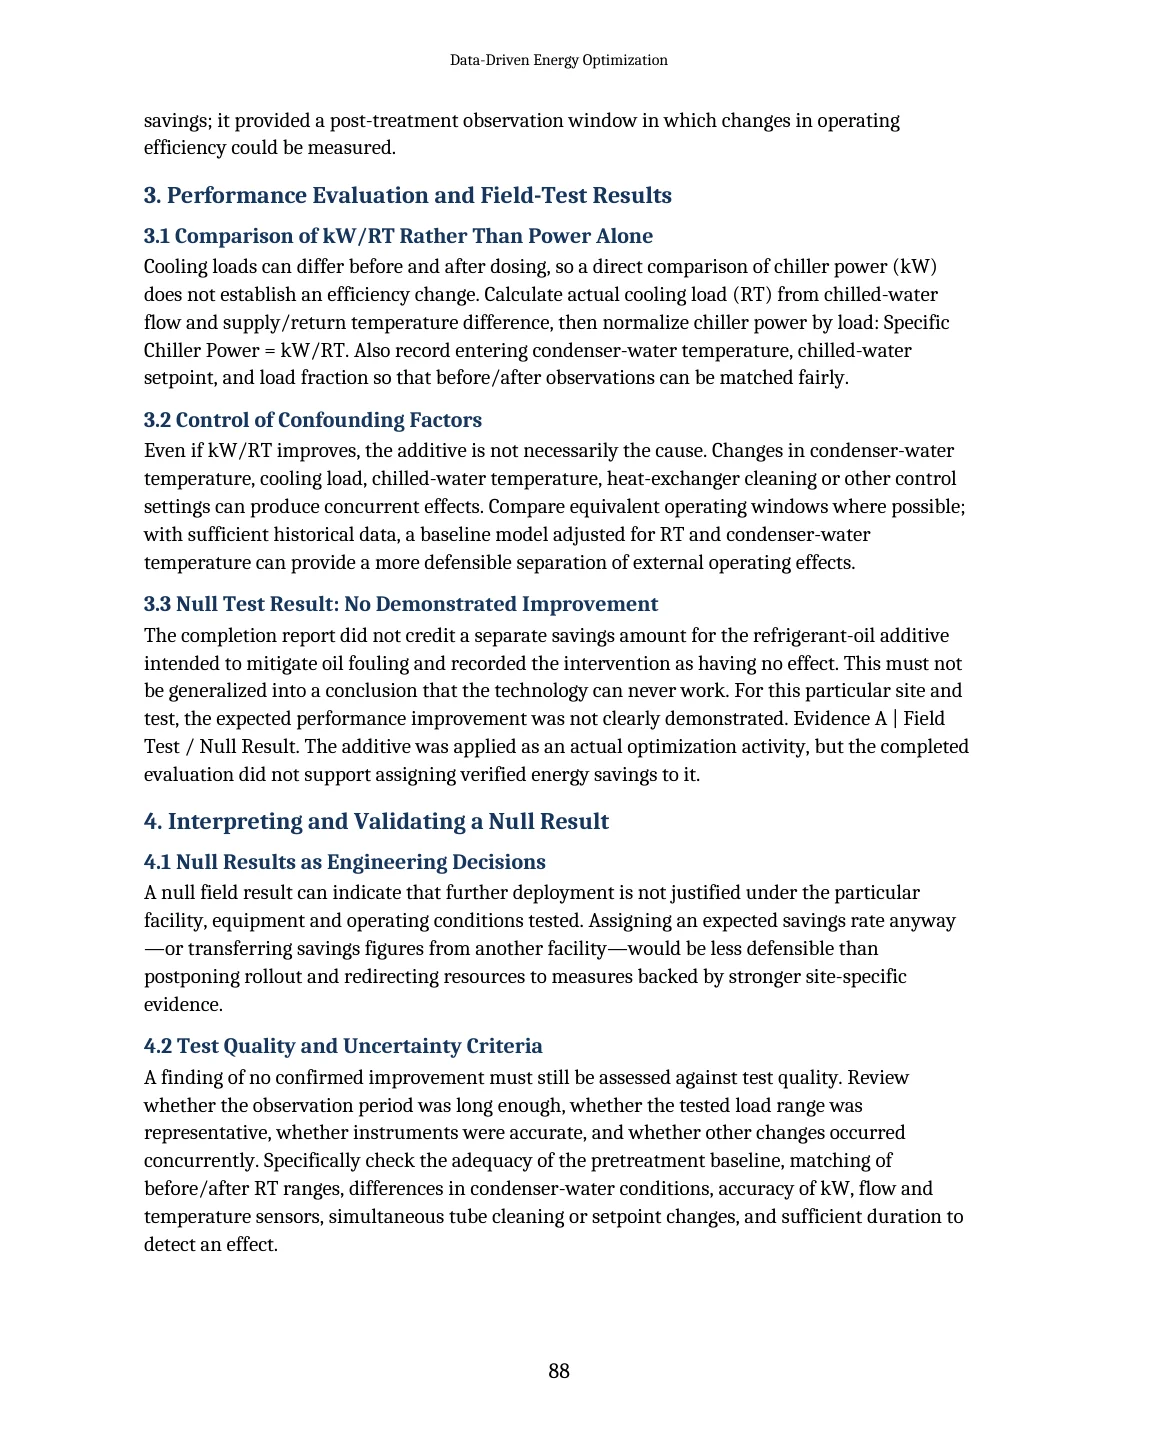 Data-Driven Energy Optimization
savings; it provided a post-treatment observation window in which changes in operating
efficiency could be measured.
3. Performance Evaluation and Field-Test Results
3.1 Comparison of kW/RT Rather Than Power Alone
Cooling loads can differ before and after dosing, so a direct comparison of chiller power (kW)
does not establish an efficiency change. Calculate actual cooling load (RT) from chilled-water
flow and supply/return temperature difference, then normalize chiller power by load: Specific
Chiller Power = kW/RT. Also record entering condenser-water temperature, chilled-water
setpoint, and load fraction so that before/after observations can be matched fairly.
3.2 Control of Confounding Factors
Even if kW/RT improves, the additive is not necessarily the cause. Changes in condenser-water
temperature, cooling load, chilled-water temperature, heat-exchanger cleaning or other control
settings can produce concurrent effects. Compare equivalent operating windows where possible;
with sufficient historical data, a baseline model adjusted for RT and condenser-water
temperature can provide a more defensible separation of external operating effects.
3.3 Null Test Result: No Demonstrated Improvement
The completion report did not credit a separate savings amount for the refrigerant-oil additive
intended to mitigate oil fouling and recorded the intervention as having no effect. This must not
be generalized into a conclusion that the technology can never work. For this particular site and
test, the expected performance improvement was not clearly demonstrated. Evidence A | Field
Test / Null Result. The additive was applied as an actual optimization activity, but the completed
evaluation did not support assigning verified energy savings to it.
4. Interpreting and Validating a Null Result
4.1 Null Results as Engineering Decisions
A null field result can indicate that further deployment is not justified under the particular
facility, equipment and operating conditions tested. Assigning an expected savings rate anyway
—or transferring savings figures from another facility—would be less defensible than
postponing rollout and redirecting resources to measures backed by stronger site-specific
evidence.
4.2 Test Quality and Uncertainty Criteria
A finding of no confirmed improvement must still be assessed against test quality. Review
whether the observation period was long enough, whether the tested load range was
representative, whether instruments were accurate, and whether other changes occurred
concurrently. Specifically check the adequacy of the pretreatment baseline, matching of
before/after RT ranges, differences in condenser-water conditions, accuracy of kW, flow and
temperature sensors, simultaneous tube cleaning or setpoint changes, and sufficient duration to
detect an effect.
88